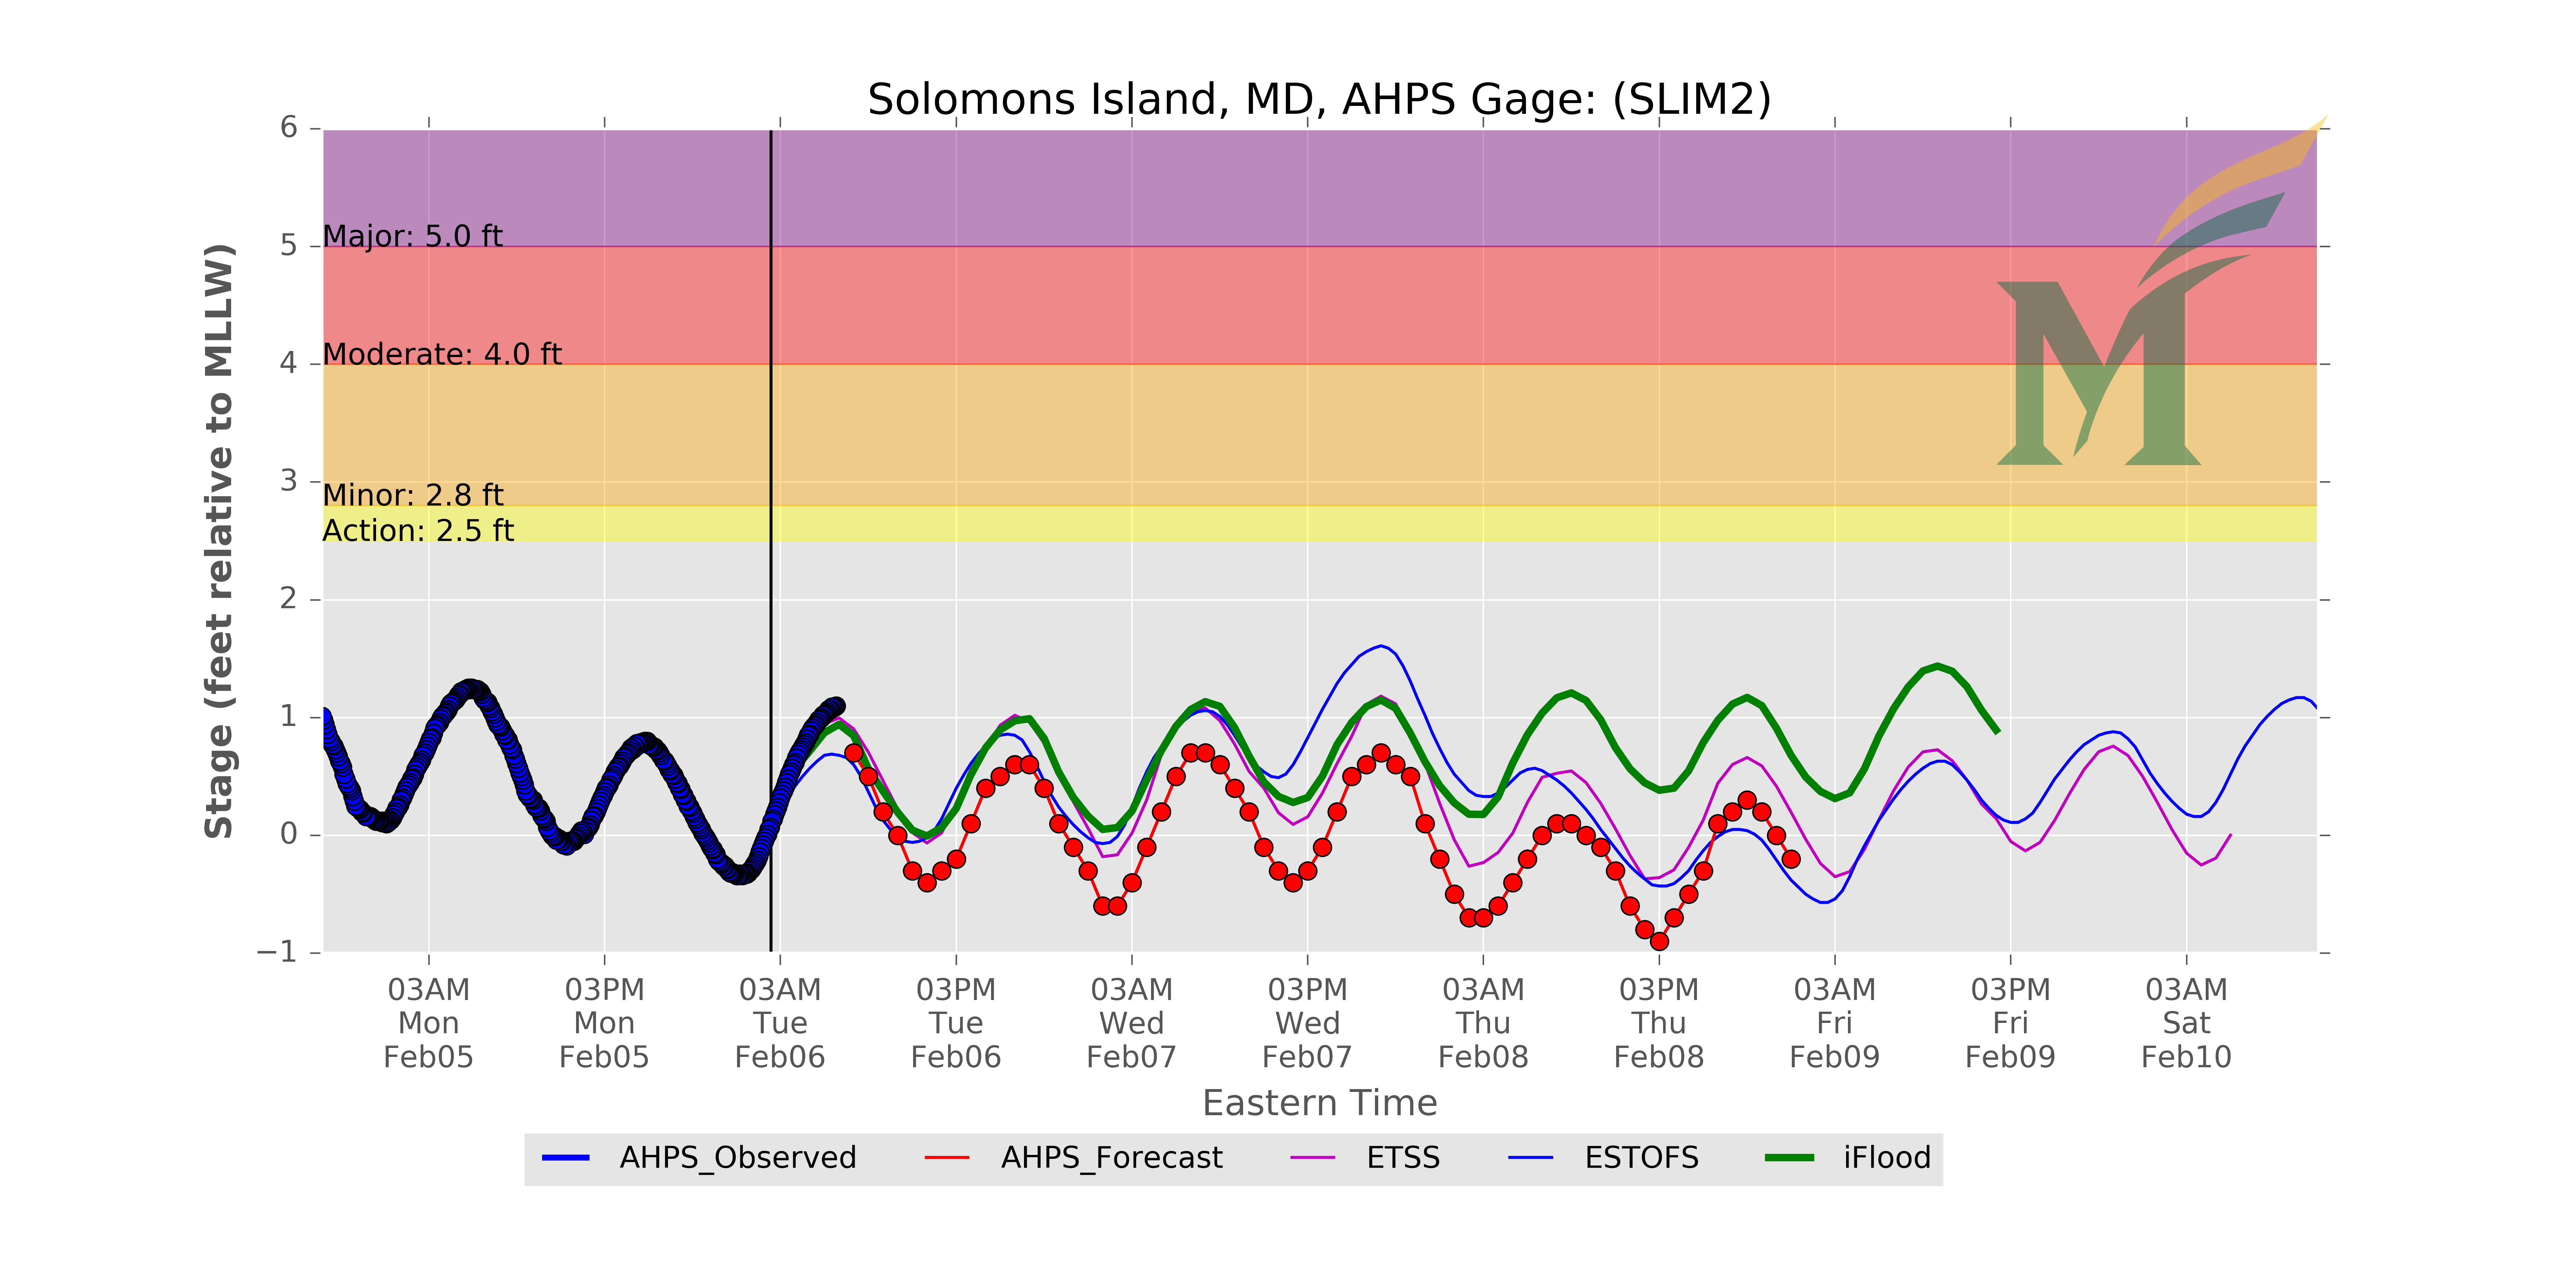 Solomons Island, MD, AHPS Gage: (SLIM2)
6
5
4
3
2
1
0
−1
Stage (feet relative to MLLW)
Major: 5.0 ft
Moderate: 4.0 ft
Minor: 2.8 ft
Action: 2.5 ft
M
03AM Mon Feb05
03PM Mon Feb05
03AM Tue Feb06
03PM Tue Feb06
03AM Wed Feb07
03PM Wed Feb07
03AM Thu Feb08
03PM Thu Feb08
03AM Fri Feb09
03PM Fri Feb09
03AM Sat Feb10
Eastern Time
AHPS_Observed
AHPS_Forecast
ETSS
ESTOFS
iFlood